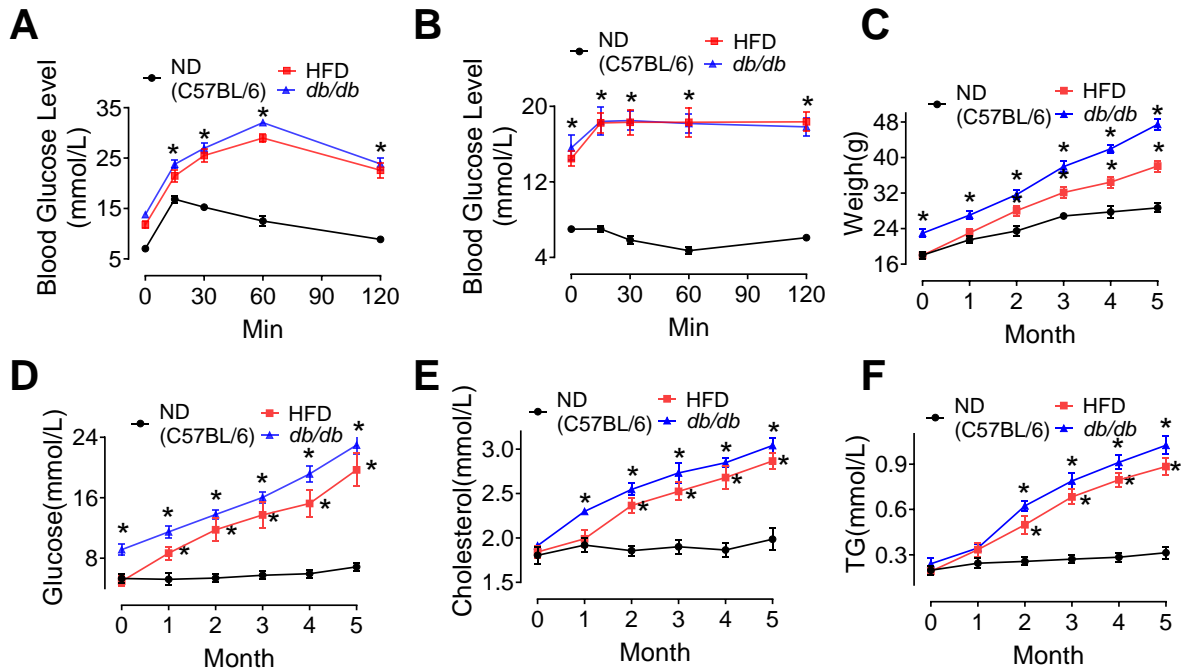 A
ND
(C57BL/6)
HFD
db/db
Blood Glucose Level
(mmol/L)
35
25
15
5
0 30 60 90 120
Min
* * * *
B
ND
(C57BL/6)
HFD
db/db
Blood Glucose Level
(mmol/L)
20
12
4
0 30 60 90 120
Min
* * * * *
C
ND
(C57BL/6)
HFD
db/db
Weigh(g)
48
40
32
24
16
0 1 2 3 4 5
Month
* * * * * *
* * * *
D
ND
(C57BL/6)
HFD
db/db
Glucose(mmol/L)
24
16
8
0 1 2 3 4 5
Month
* * * * * *
* * * * *
E
ND
(C57BL/6)
HFD
db/db
Cholesterol(mmol/L)
3.0
2.5
2.0
1.5
0 1 2 3 4 5
Month
* * * * *
* * * *
F
ND
(C57BL/6)
HFD
db/db
TG(mmol/L)
0.9
0.6
0.3
0 1 2 3 4 5
Month
* * * *
* * * *